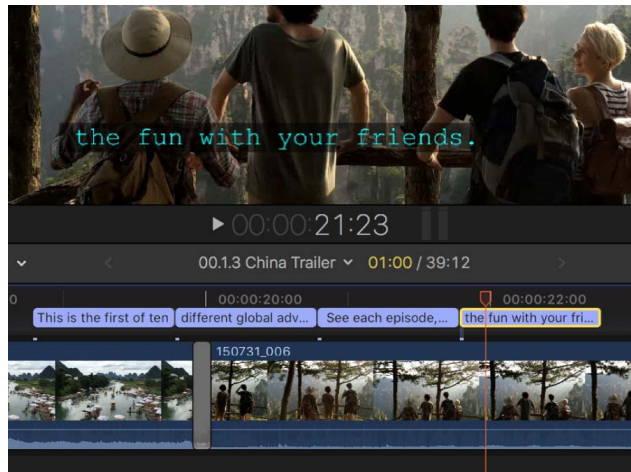 the fun with your friends.
00:00:21:23
00.1.3 China Trailer 01:00 / 39:12
0 00:00:20:00 00:00:22:00
This is the first of ten different global adv... See each episode,... the fun with your fri...
150731_006